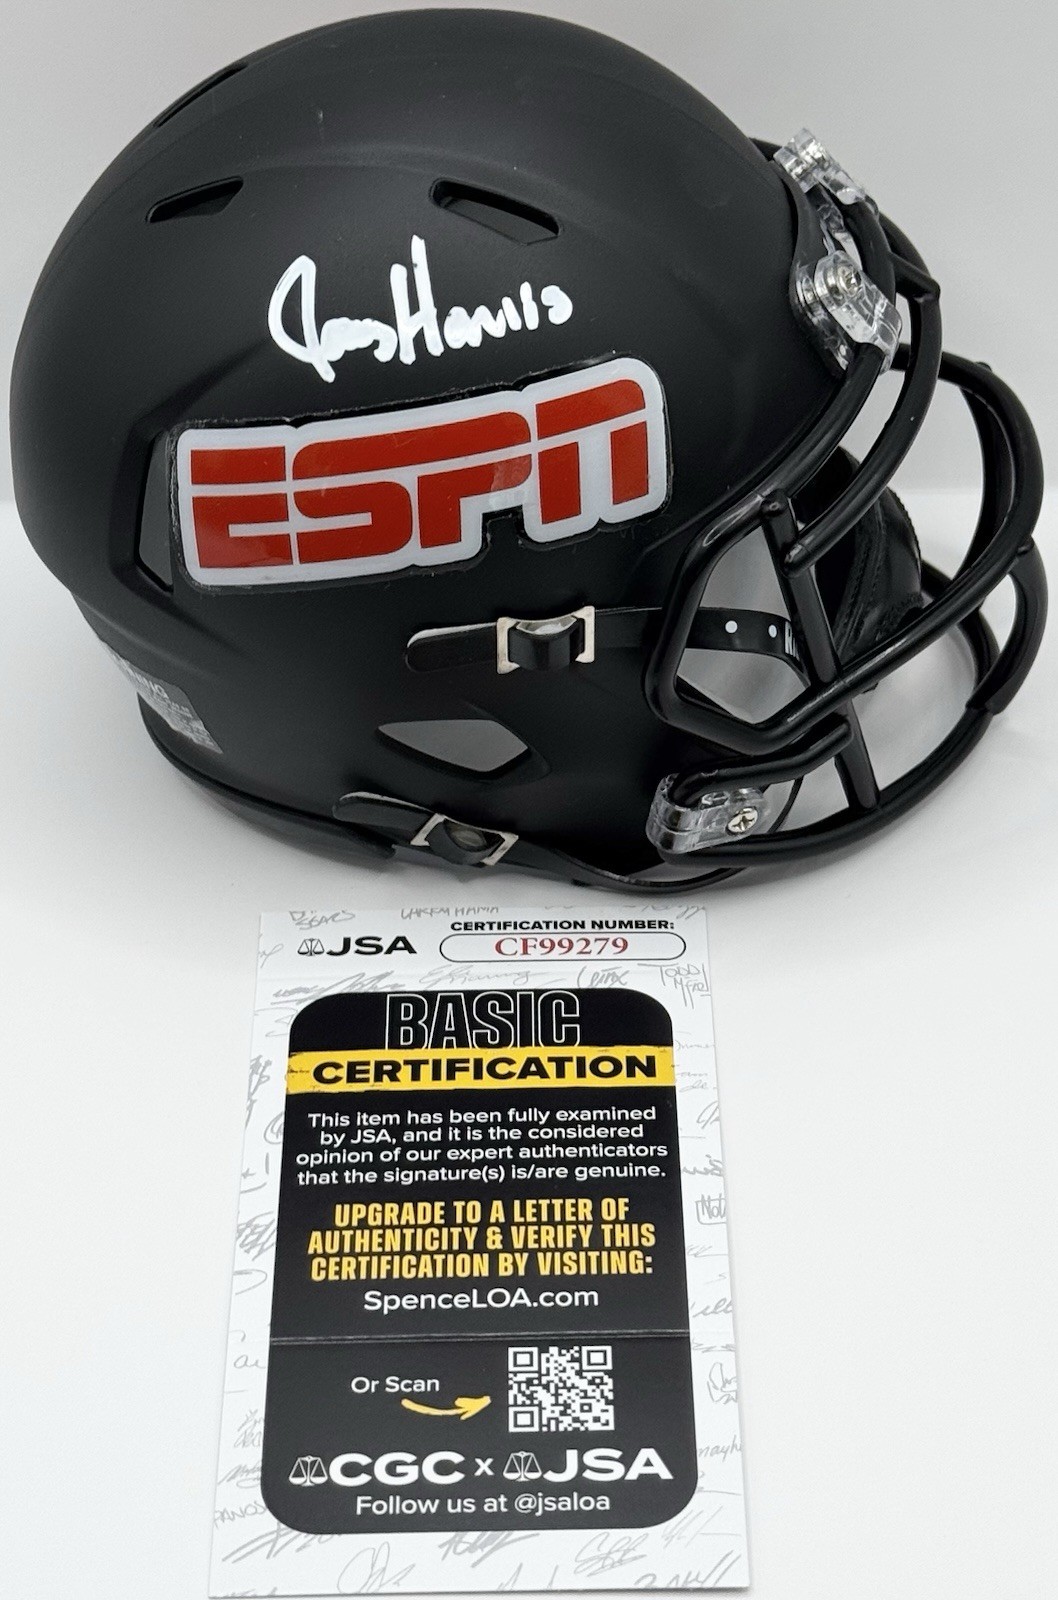 James Harris
ESPN
JSA
CERTIFICATION NUMBER:
CF99279
BASIC
CERTIFICATION
This item has been fully examined
by JSA, and it is the considered
opinion of our expert authenticators
that the signature(s) is/are genuine.
UPGRADE TO A LETTER OF
AUTHENTICITY & VERIFY THIS
CERTIFICATION BY VISITING:
SpenceLOA.com
Or Scan
CGC x JSA
Follow us at @jsaloa